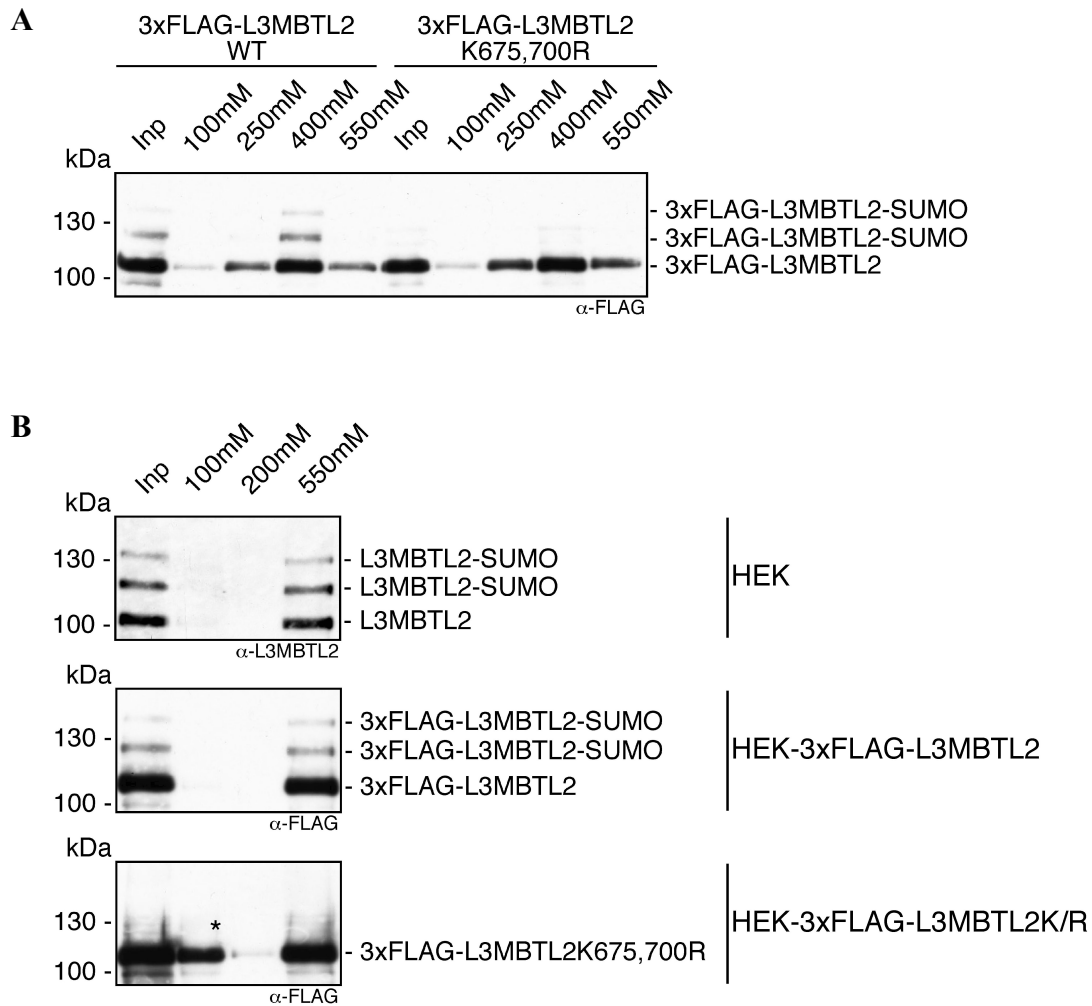 A
3xFLAG-L3MBTL2 3xFLAG-L3MBTL2
WT K675,700R
Inp 100mM 250mM 400mM 550mM Inp 100mM 250mM 400mM 550mM
kDa
130 - - 3xFLAG-L3MBTL2-SUMO
- 3xFLAG-L3MBTL2-SUMO
100 - - 3xFLAG-L3MBTL2
α-FLAG
B
Inp 100mM 200mM 550mM
kDa
130 - - L3MBTL2-SUMO
- L3MBTL2-SUMO
HEK
100 - - L3MBTL2
α-L3MBTL2
kDa
- 3xFLAG-L3MBTL2-SUMO
130 - - 3xFLAG-L3MBTL2-SUMO
HEK-3xFLAG-L3MBTL2
- 3xFLAG-L3MBTL2
100 -
α-FLAG
kDa
130 - * HEK-3xFLAG-L3MBTL2K/R
- 3xFLAG-L3MBTL2K675,700R
100 -
α-FLAG